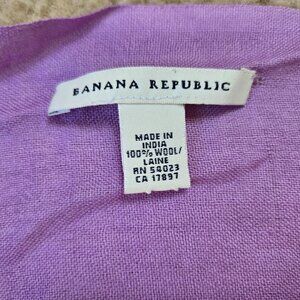 BANANA REPUBLIC
MADE IN
INDIA
100% WOOL/
LAINE
RN 54023
CA 17897